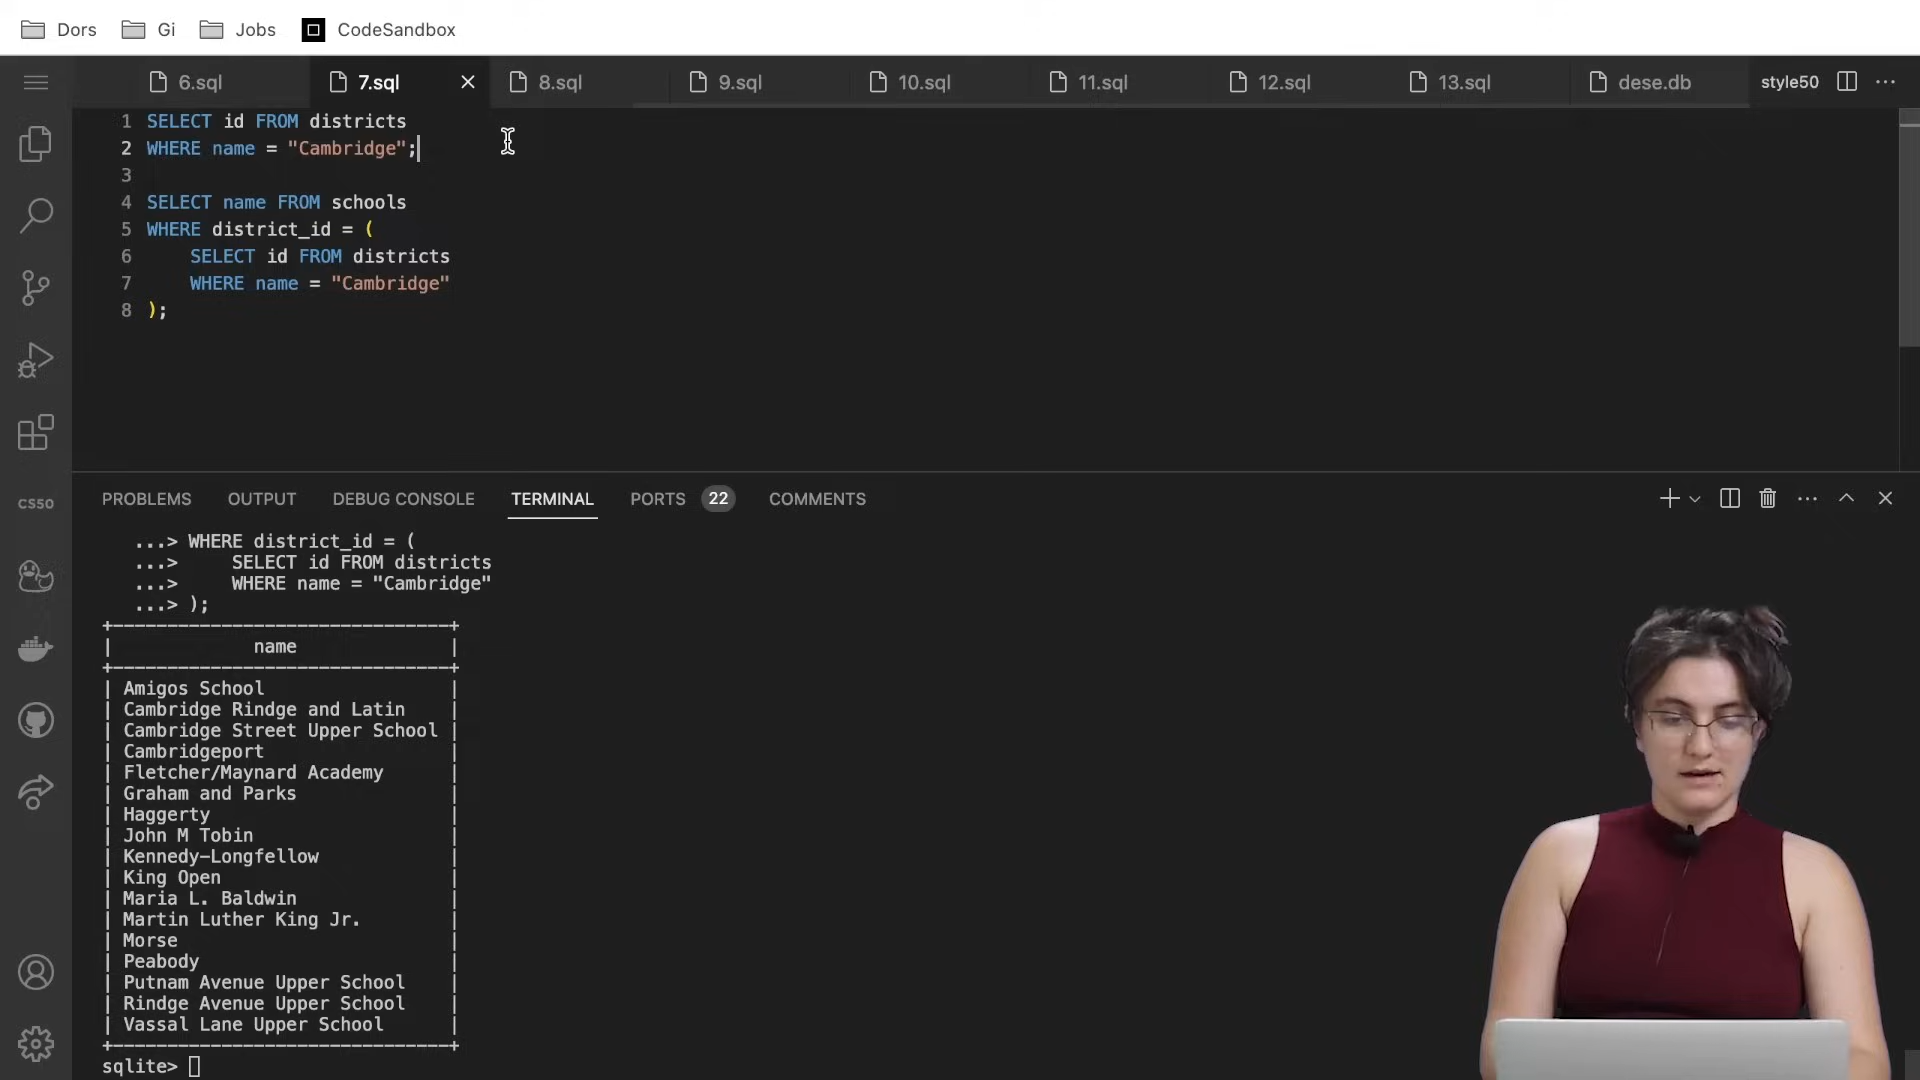 Dors Gi Jobs CodeSandbox
6.sql 7.sql 8.sql 9.sql 10.sql 11.sql 12.sql 13.sql dese.db style50
1 SELECT id FROM districts
2 WHERE name = "Cambridge";
3
4 SELECT name FROM schools
5 WHERE district_id = (
6 SELECT id FROM districts
7 WHERE name = "Cambridge"
8 );
CS50
PROBLEMS OUTPUT DEBUG CONSOLE TERMINAL PORTS 22 COMMENTS
...> WHERE district_id = (
...> SELECT id FROM districts
...> WHERE name = "Cambridge"
...> );
+-------------------------------+
| name |
+-------------------------------+
| Amigos School |
| Cambridge Rindge and Latin |
| Cambridge Street Upper School |
| Cambridgeport |
| Fletcher/Maynard Academy |
| Graham and Parks |
| Haggerty |
| John M Tobin |
| Kennedy-Longfellow |
| King Open |
| Maria L. Baldwin |
| Martin Luther King Jr. |
| Morse |
| Peabody |
| Putnam Avenue Upper School |
| Rindge Avenue Upper School |
| Vassal Lane Upper School |
+-------------------------------+
sqlite>